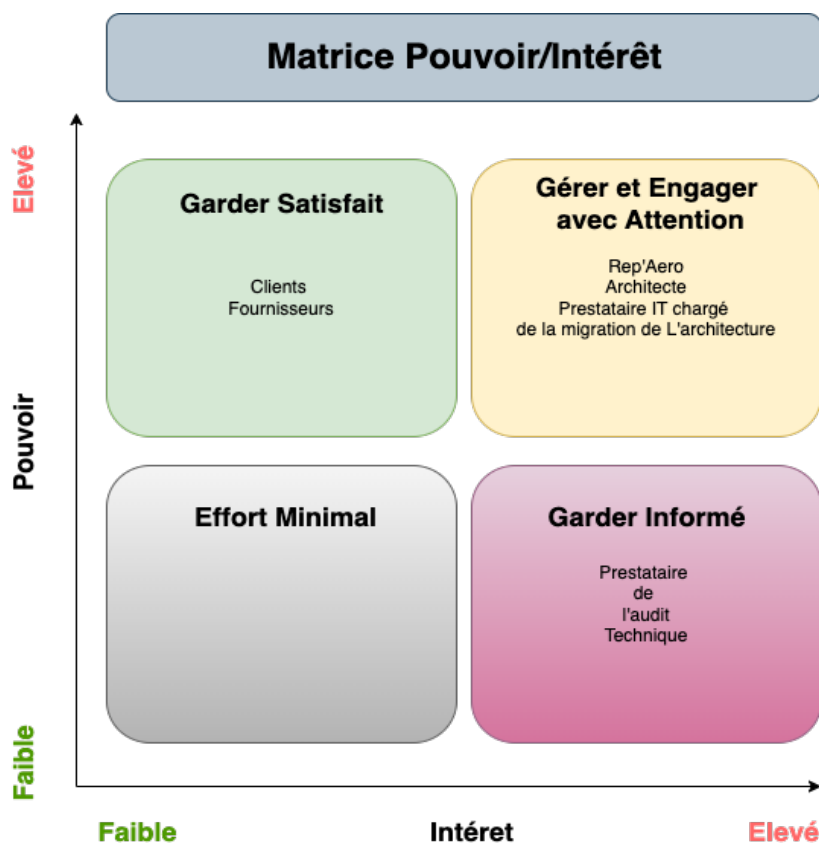 Matrice Pouvoir/Intérêt
Elevé
Pouvoir
Faible
Garder Satisfait
Clients
Fournisseurs
Gérer et Engager
avec Attention
Rep'Aero
Architecte
Prestataire IT chargé
de la migration de L'architecture
Effort Minimal
Garder Informé
Prestataire
de
l'audit
Technique
Faible
Intéret
Elevé